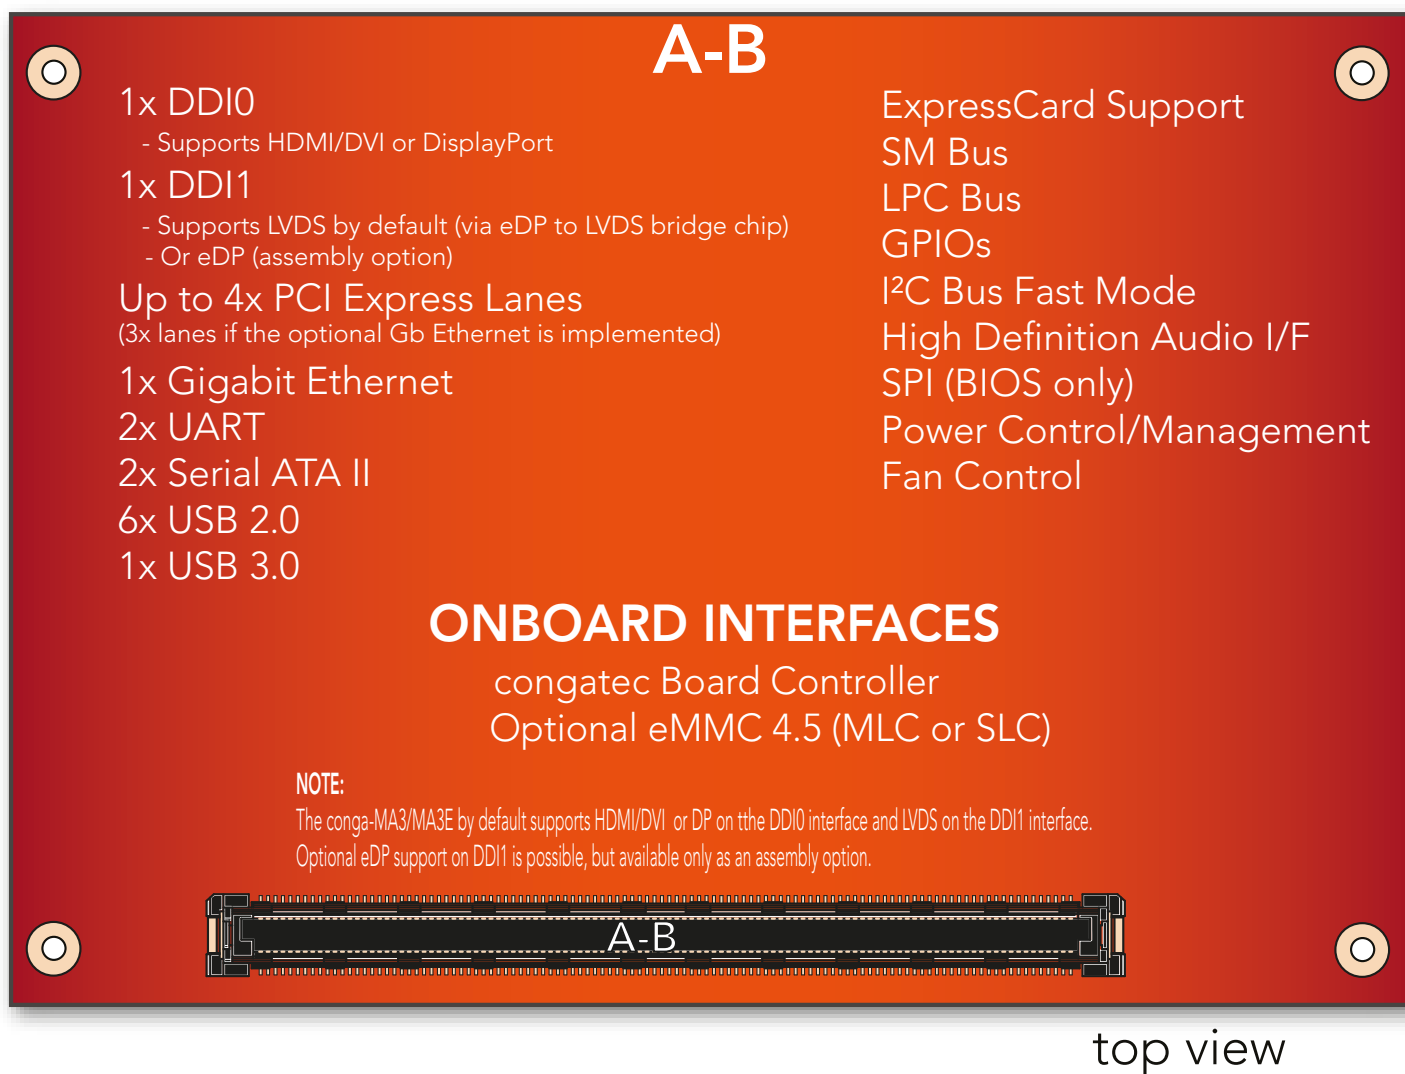 A-B
1x DDI0
- Supports HDMI/DVI or DisplayPort
1x DDI1
- Supports LVDS by default (via eDP to LVDS bridge chip)
- Or eDP (assembly option)
Up to 4x PCI Express Lanes
(3x lanes if the optional Gb Ethernet is implemented)
1x Gigabit Ethernet
2x UART
2x Serial ATA II
6x USB 2.0
1x USB 3.0
ExpressCard Support
SM Bus
LPC Bus
GPIOs
I²C Bus Fast Mode
High Definition Audio I/F
SPI (BIOS only)
Power Control/Management
Fan Control
ONBOARD INTERFACES
congatec Board Controller
Optional eMMC 4.5 (MLC or SLC)
NOTE:
The conga-MA3/MA3E by default supports HDMI/DVI or DP on tthe DDI0 interface and LVDS on the DDI1 interface.
Optional eDP support on DDI1 is possible, but available only as an assembly option.
A-B
top view